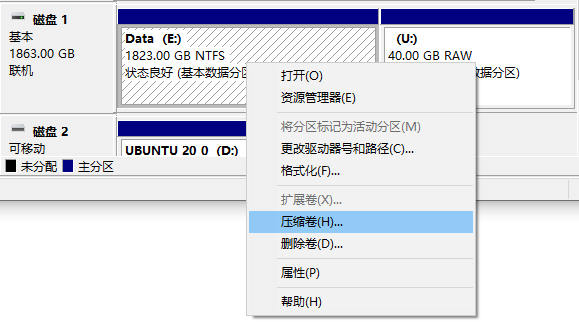 磁盘 1
基本
1863.00 GB
联机
Data (E:)
1823.00 GB NTFS
状态良好 (基本数据分区
(U:)
40.00 GB RAW
数据分区)
磁盘 2
可移动
UBUNTU 20 0 (D:)
未分配 主分区
打开(O)
资源管理器(E)
将分区标记为活动分区(M)
更改驱动器号和路径(C)...
格式化(F)...
扩展卷(X)...
压缩卷(H)...
删除卷(D)...
属性(P)
帮助(H)